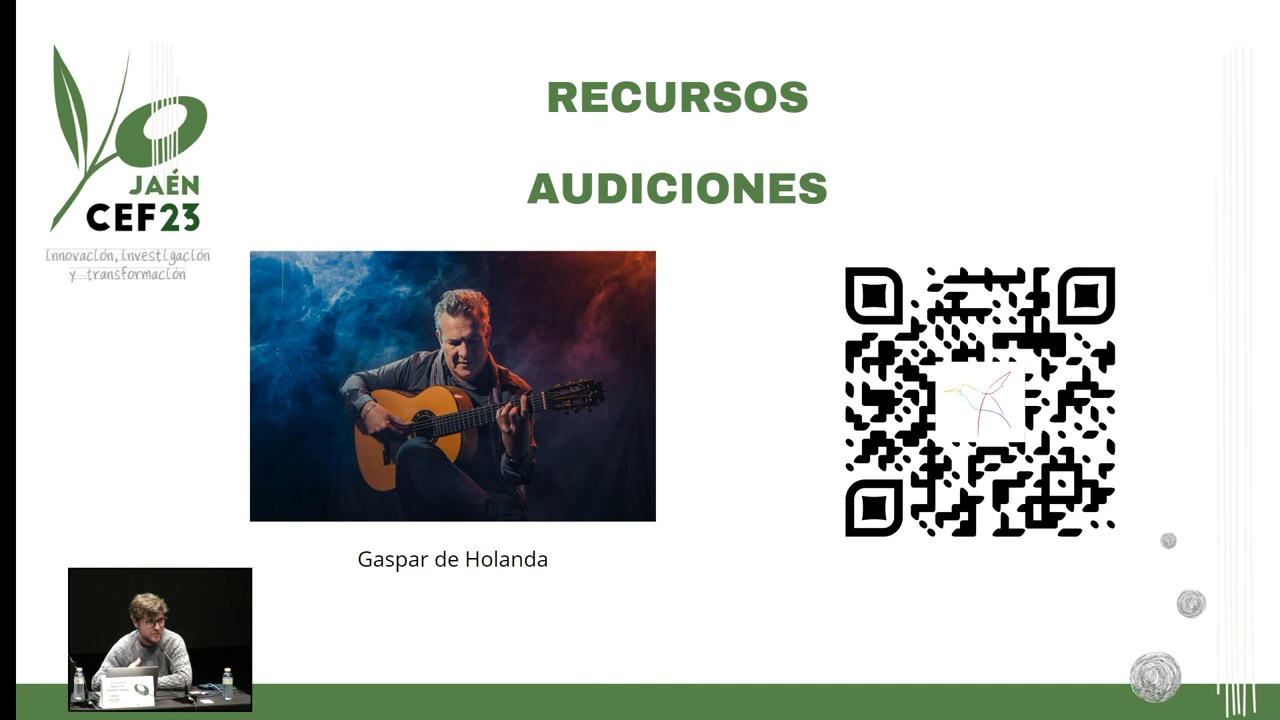 RECURSOS
AUDICIONES
JAÉN
CEF23
innovación, investigación
y transformación
Gaspar de Holanda